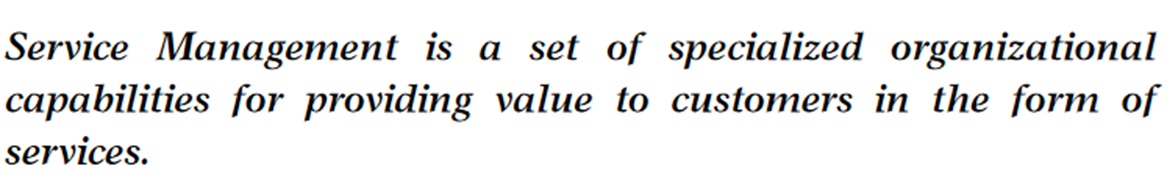 Service Management is a set of specialized organizational
capabilities for providing value to customers in the form of
services.